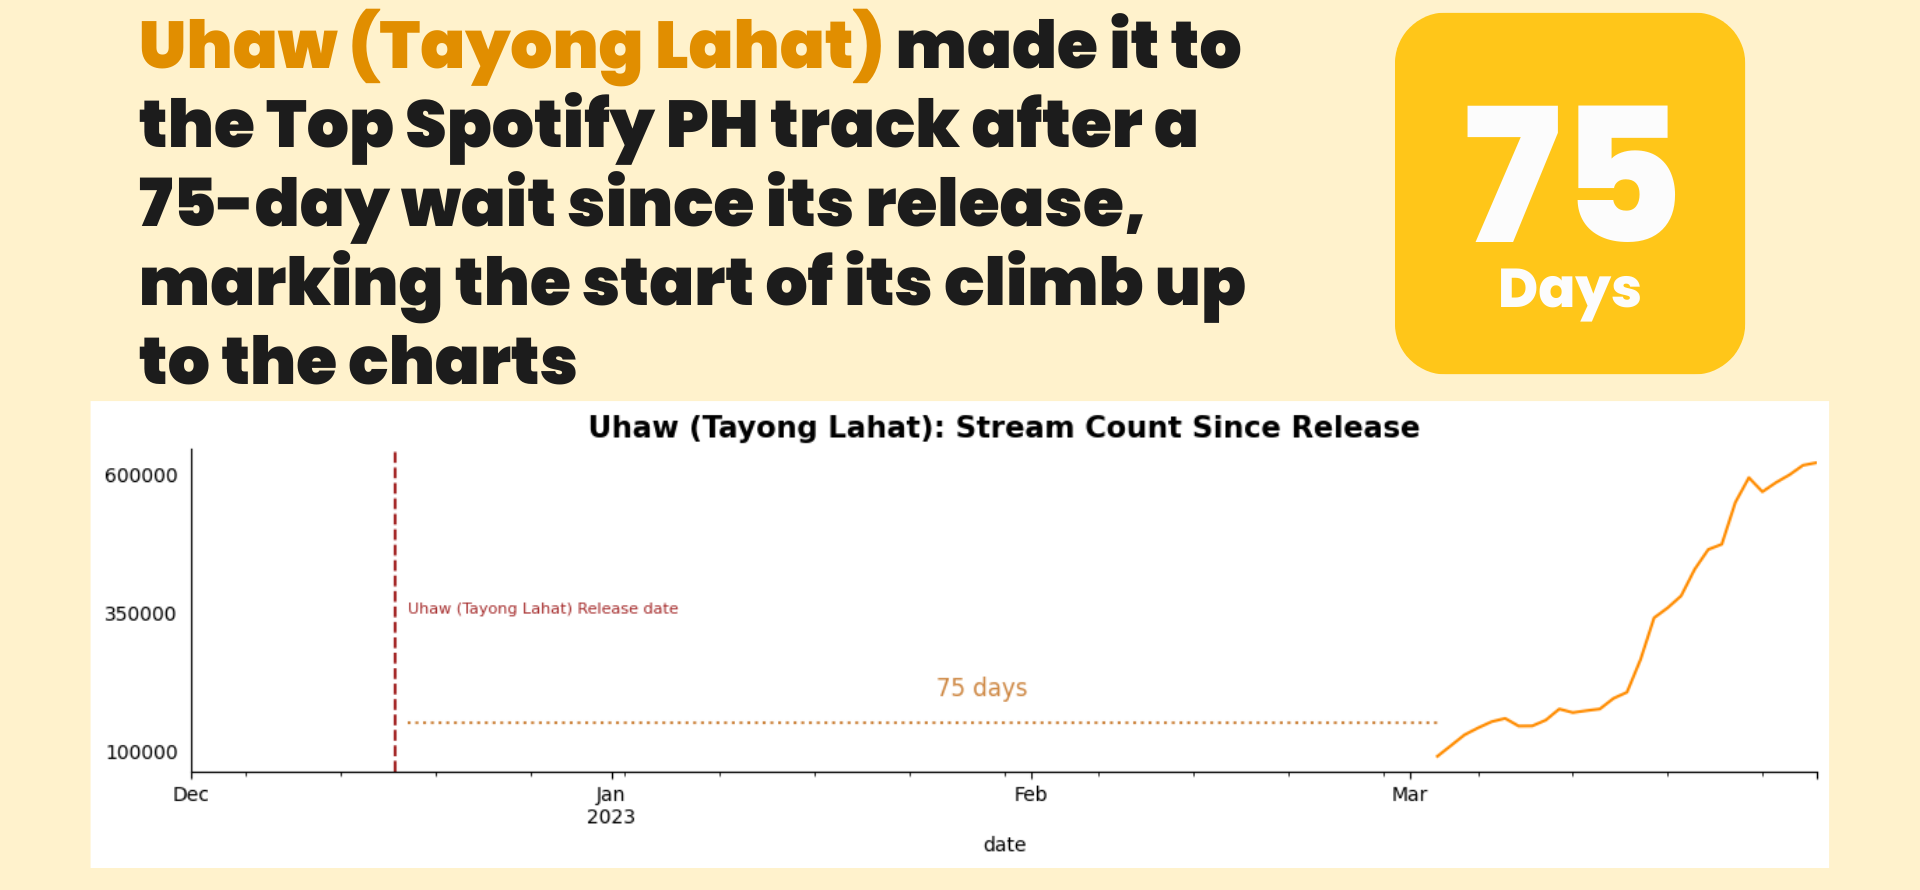 Uhaw (Tayong Lahat) made it to
the Top Spotify PH track after a
75-day wait since its release,
marking the start of its climb up
to the charts
75
Days
Uhaw (Tayong Lahat): Stream Count Since Release
600000
350000
100000
Uhaw (Tayong Lahat) Release date
75 days
Dec
Jan
2023
Feb
Mar
date